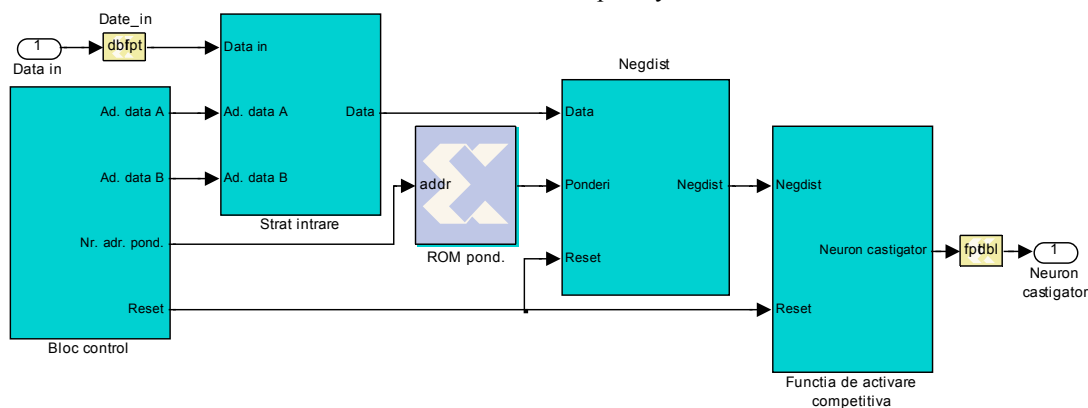 Date_in
1
dbl fpt
Data in
Data in
Ad. data A
Ad. data B
Data
Strat intrare
Ad. data A
Ad. data B
Nr. adr. pond.
Reset
Bloc control
addr
ROM pond.
Negdist
Data
Ponderi
Reset
Negdist
Negdist
Reset
Neuron castigator
Functia de activare
competitiva
fpt dbl
1
Neuron
castigator